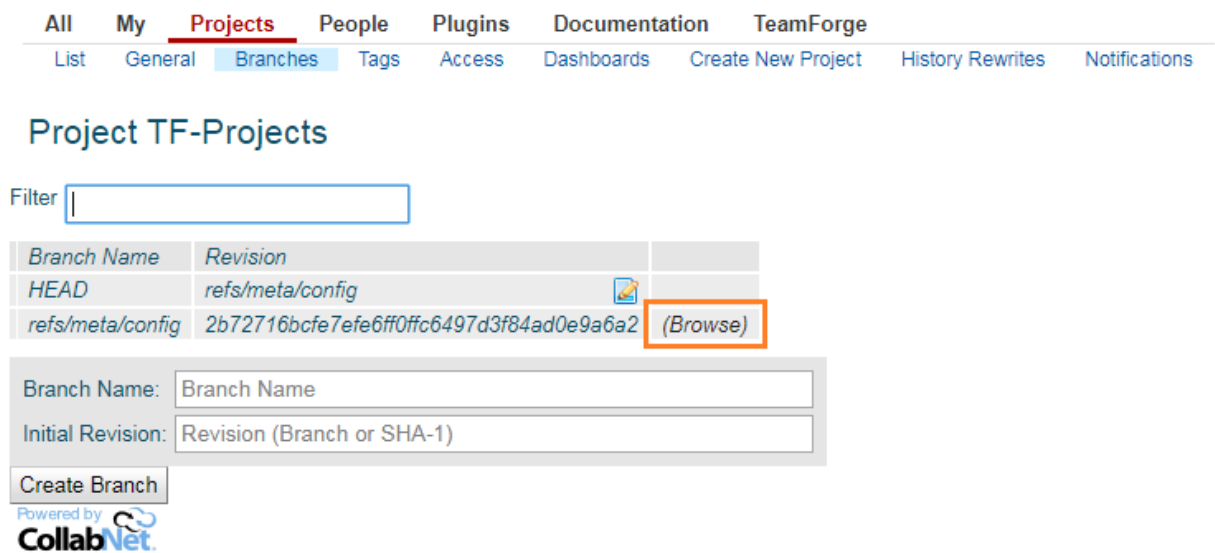 All My Projects People Plugins Documentation TeamForge
List General Branches Tags Access Dashboards Create New Project History Rewrites Notifications
Project TF-Projects
Filter
Branch Name Revision
HEAD refs/meta/config
refs/meta/config 2b72716bcfe7efe6ff0ffc6497d3f84ad0e9a6a2 (Browse)
Branch Name: Branch Name
Initial Revision: Revision (Branch or SHA-1)
Create Branch
Powered by
CollabNet.